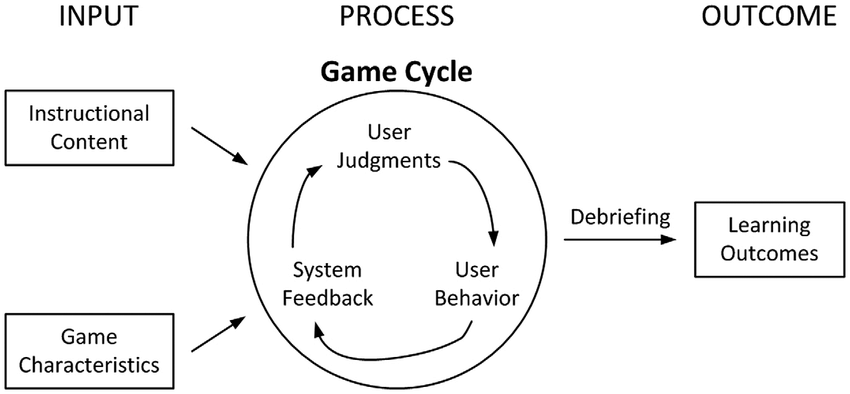 INPUT
PROCESS
OUTCOME
Game Cycle
Instructional
Content
User
Judgments
Debriefing
Learning
Outcomes
System
Feedback
User
Behavior
Game
Characteristics